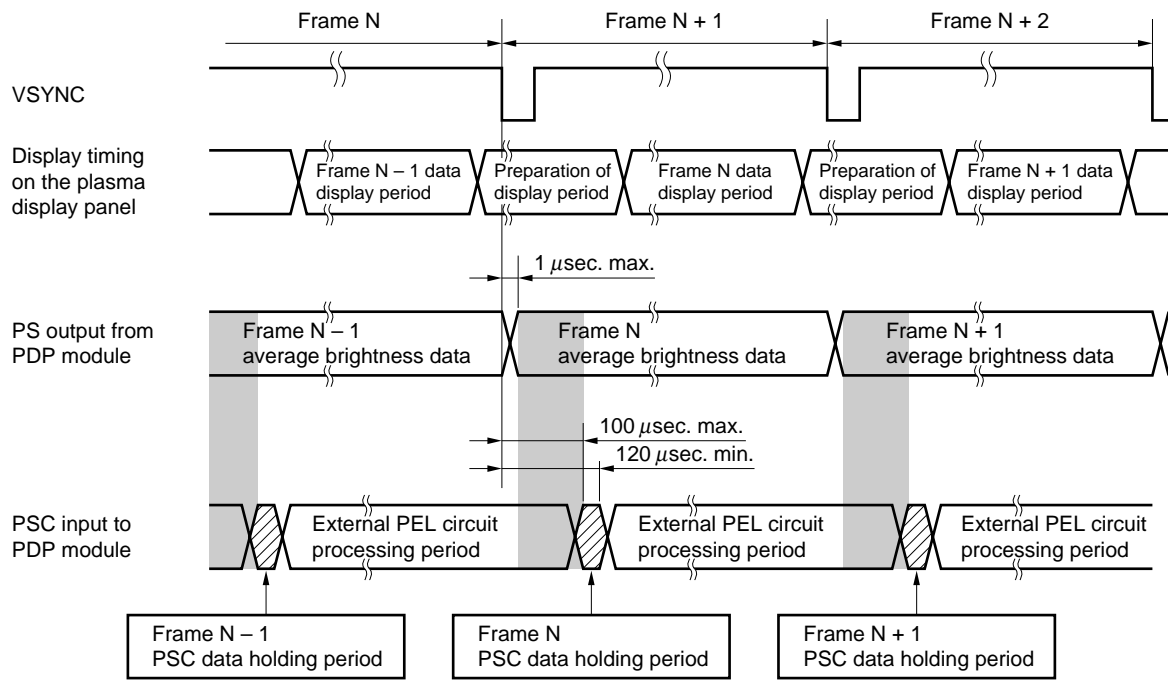 Frame N
Frame N + 1
Frame N + 2
VSYNC
Display timing
on the plasma
display panel
Frame N – 1 data
display period
Preparation of
display period
Frame N data
display period
Preparation of
display period
Frame N + 1 data
display period
1 μsec. max.
PS output from
PDP module
Frame N – 1
average brightness data
Frame N
average brightness data
Frame N + 1
average brightness data
100 μsec. max.
120 μsec. min.
PSC input to
PDP module
External PEL circuit
processing period
External PEL circuit
processing period
External PEL circuit
processing period
Frame N – 1
PSC data holding period
Frame N
PSC data holding period
Frame N + 1
PSC data holding period